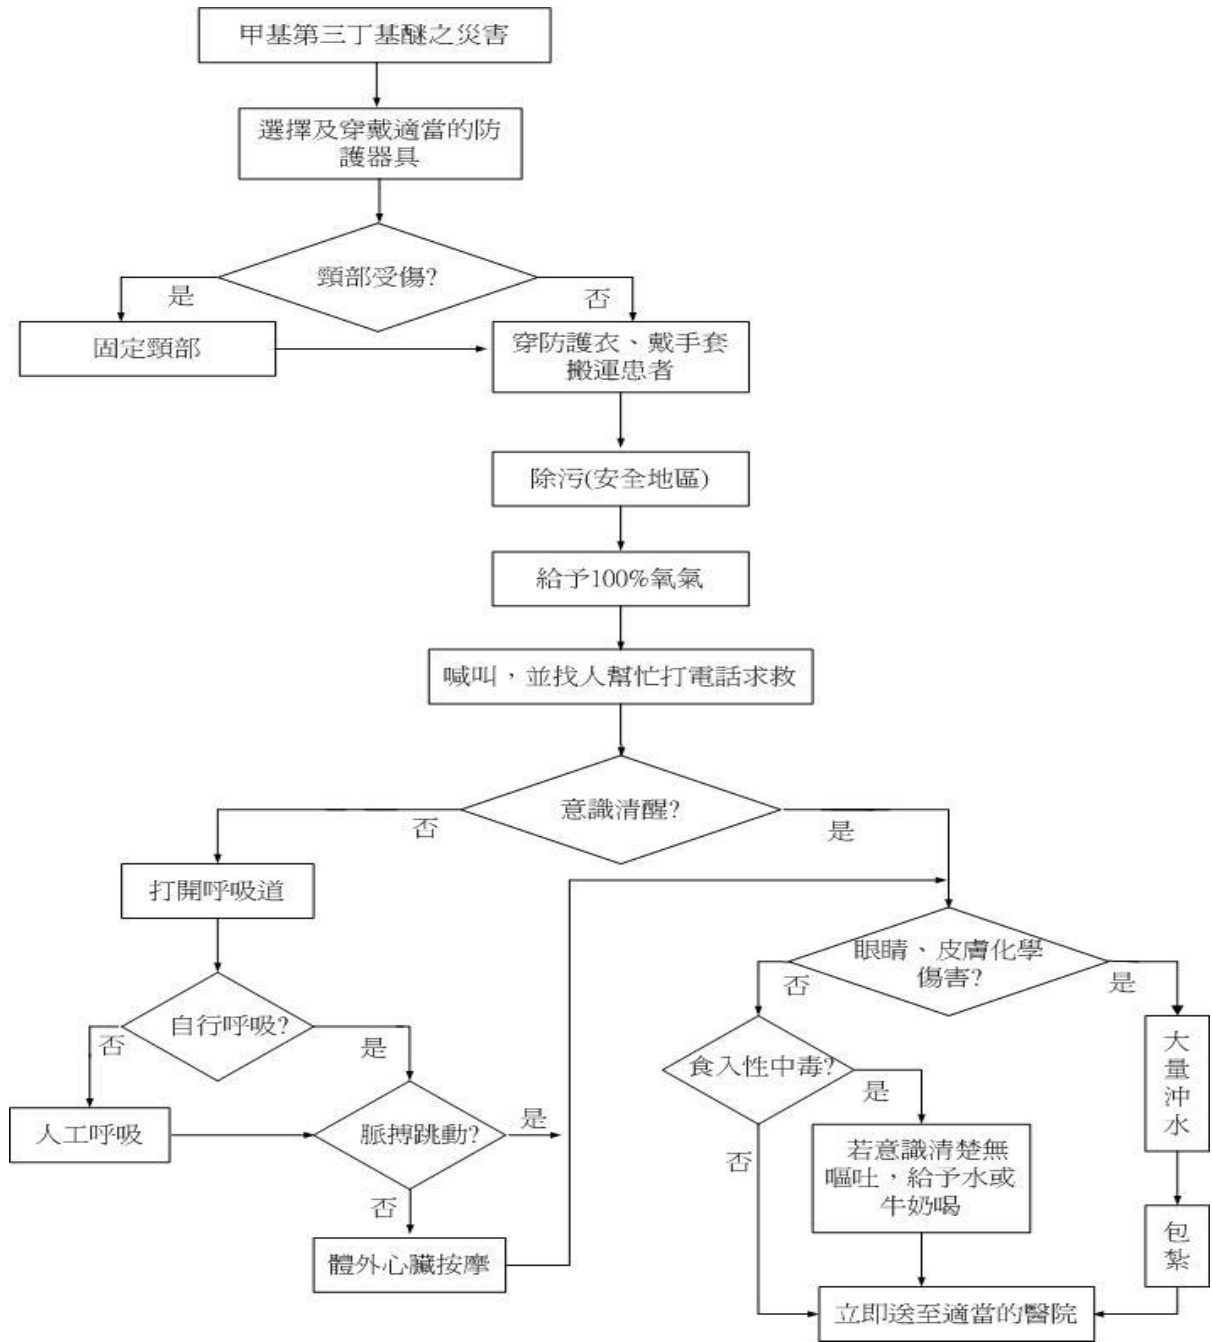 甲基第三丁基醚之災害
選擇及穿戴適當的防
護器具
頸部受傷?
是
否
固定頸部
穿防護衣、戴手套
搬運患者
除污(安全地區)
給予100%氧氣
喊叫，並找人幫忙打電話求救
意識清醒?
否
是
打開呼吸道
眼睛、皮膚化學
傷害?
否
是
自行呼吸?
否
是
食入性中毒?
是
否
大
量
沖
水
人工呼吸
脈搏跳動?
是
否
若意識清楚無
嘔吐，給予水或
牛奶喝
包
紮
體外心臟按摩
立即送至適當的醫院